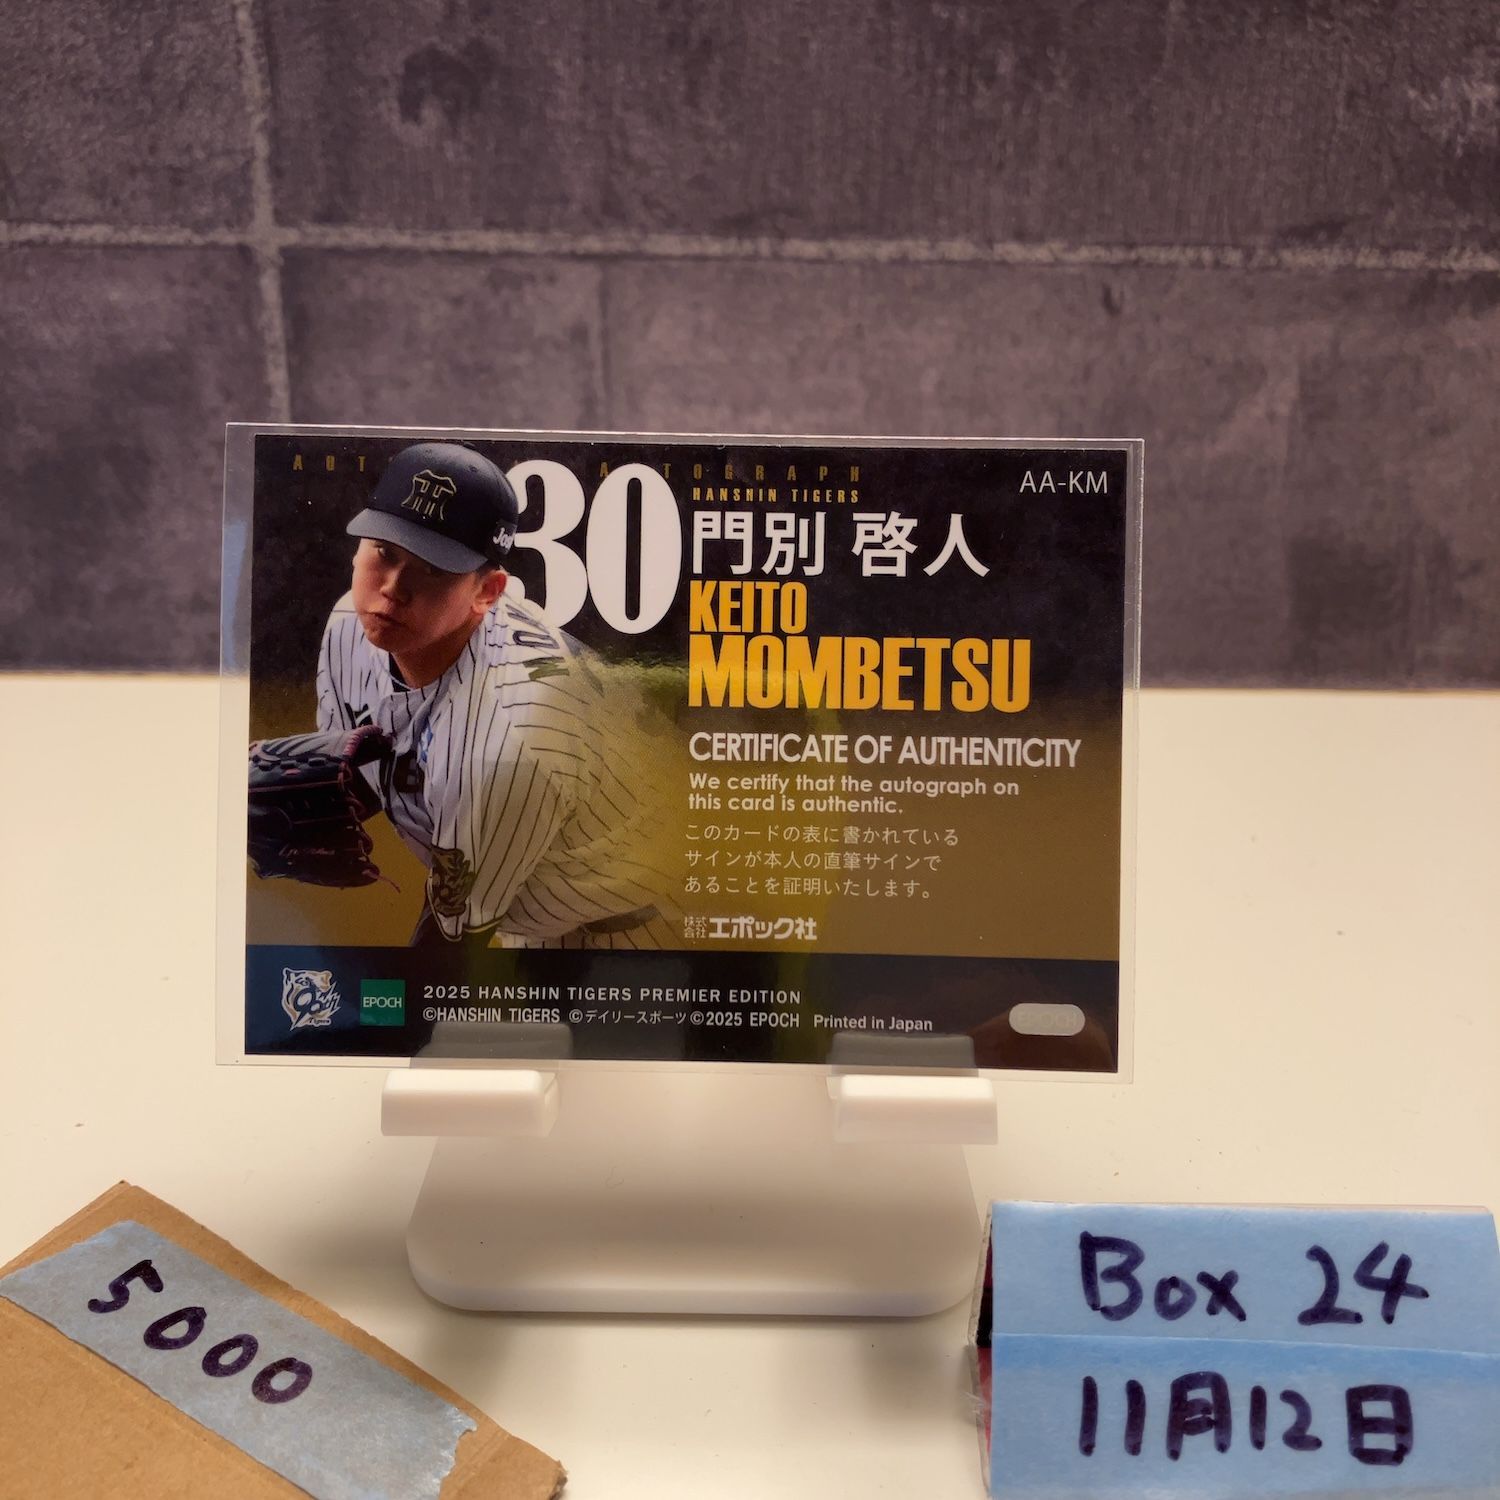 AUT A TOGRAPH
AA-KM
30
HANSHIN TIGERS
門別 啓人
KEITO
MOMBETSU
CERTIFICATE OF AUTHENTICITY
We certify that the autograph on
this card is authentic.
このカードの表に書かれている
サインが本人の直筆サインで
あることを証明いたします。
株式会社エポック社
EPOCH
2025 HANSHIN TIGERS PREMIER EDITION
©HANSHIN TIGERS ©デイリースポーツ ©2025 EPOCH Printed in Japan
EPOCH
5000
Box 24
11月12日